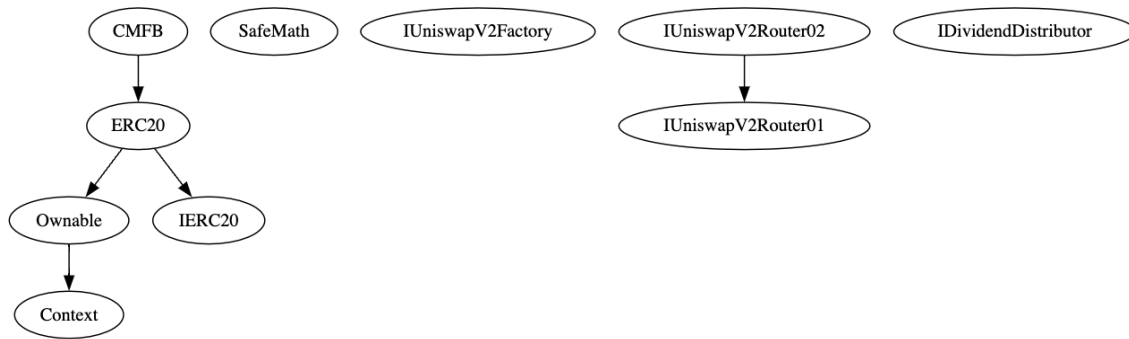 CMFB
SafeMath
IUniswapV2Factory
IUniswapV2Router02
IDividendDistributor
ERC20
IUniswapV2Router01
Ownable
IERC20
Context